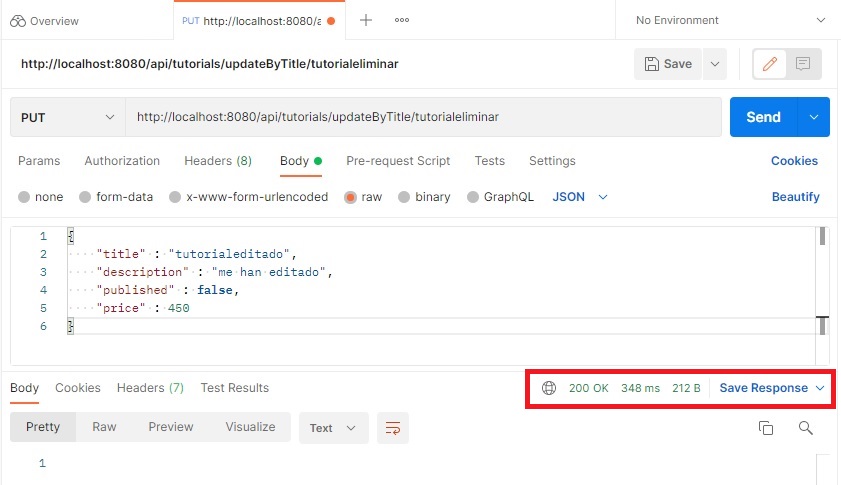 Overview PUT http://localhost:8080/a No Environment
http://localhost:8080/api/tutorials/updateByTitle/tutorialeliminar Save
PUT http://localhost:8080/api/tutorials/updateByTitle/tutorialeliminar Send
Params Authorization Headers (8) Body Pre-request Script Tests Settings Cookies
none form-data x-www-form-urlencoded raw binary GraphQL JSON Beautify
1 {
2 "title" : "tutorialeditado",
3 "description" : "me han editado",
4 "published" : false,
5 "price" : 450
6 }
Body Cookies Headers (7) Test Results 200 OK 348 ms 212 B Save Response
Pretty Raw Preview Visualize Text
1